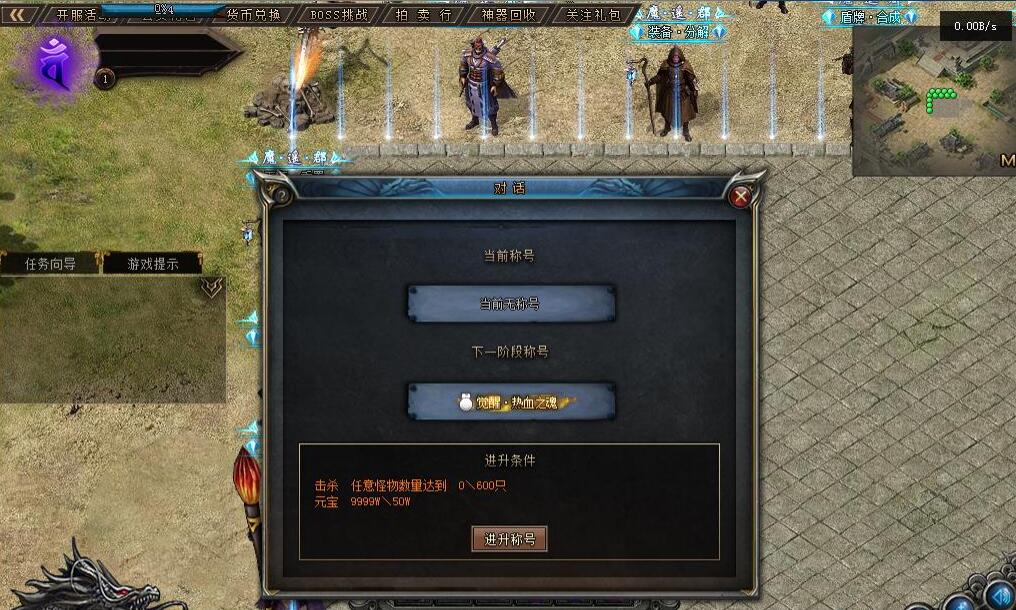 开服活动
0%
货币兑换
BOSS挑战
拍 卖 行
神器回收
关注礼包
魔·遥·郡
装备·分解
盾牌·合成
0.00B/s
1
魔·遥·郡
M
对话
任务向导
游戏提示
当前称号
当前无称号
下一阶段称号
觉醒·热血之魂
进升条件
击杀 任意怪物数量达到 0\600只
元宝 9999W\50W
进升称号